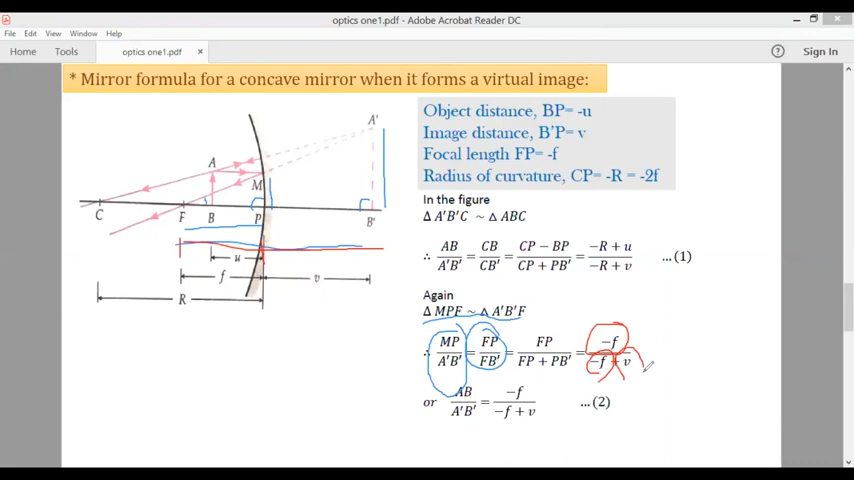 optics one1.pdf - Adobe Acrobat Reader DC
File Edit View Window Help
Home Tools optics one1.pdf × ? Sign In
* Mirror formula for a concave mirror when it forms a virtual image:
A'
A
M
C F B P B'
u
f v
R
Object distance, BP= -u
Image distance, B'P= v
Focal length FP= -f
Radius of curvature, CP= -R = -2f
In the figure
Δ A'B'C ~ Δ ABC
∴ AB/A'B' = CB/CB' = (CP − BP)/(CP + PB') = (−R + u)/(−R + v) ...(1)
Again
Δ MPF ~ Δ A'B'F
∴ MP/A'B' = FP/FB' = FP/(FP + PB') = −f/(−f + v)
or AB/A'B' = −f/(−f + v) ...(2)